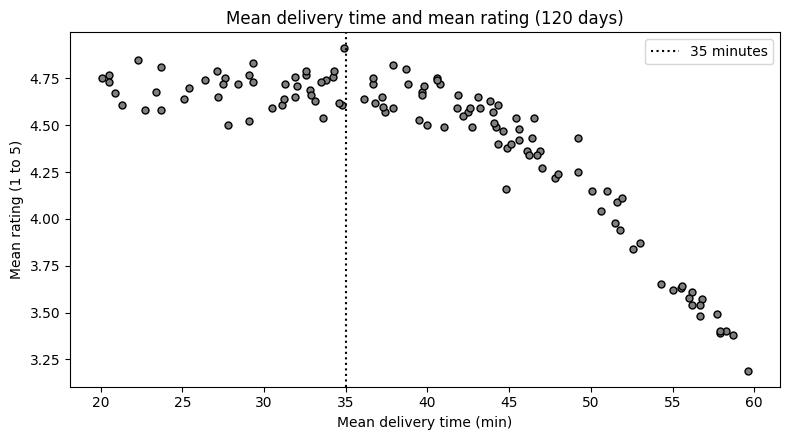 Mean delivery time and mean rating (120 days)
35 minutes
Mean rating (1 to 5)
4.75
4.50
4.25
4.00
3.75
3.50
3.25
20 25 30 35 40 45 50 55 60
Mean delivery time (min)